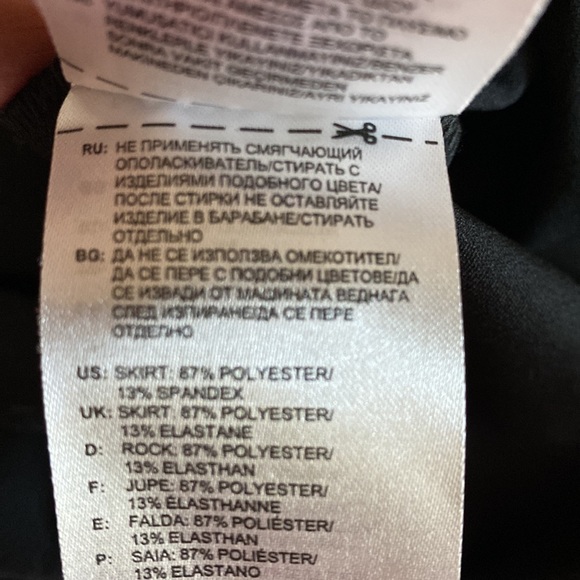 RU: НЕ ПРИМЕНЯТЬ СМЯГЧАЮЩИЙ
ОПОЛАСКИВАТЕЛЬ/СТИРАТЬ С
ИЗДЕЛИЯМИ ПОДОБНОГО ЦВЕТА/
ПОСЛЕ СТИРКИ НЕ ОСТАВЛЯЙТЕ
ИЗДЕЛИЕ В БАРАБАНЕ/СТИРАТЬ
ОТДЕЛЬНО
BG: ДА НЕ СЕ ИЗПОЛЗВА ОМЕКОТИТЕЛ/
ДА СЕ ПЕРЕ С ПОДОБНИ ЦВЕТОВЕ/ДА
СЕ ИЗВАДИ ОТ МАШИНАТА ВЕДНАГА
СЛЕД ИЗПИРАНЕ/ДА СЕ ПЕРЕ
ОТДЕЛНО
US: SKIRT: 87% POLYESTER/
13% SPANDEX
UK: SKIRT: 87% POLYESTER/
13% ELASTANE
D: ROCK: 87% POLYESTER/
13% ELASTHAN
F: JUPE: 87% POLYESTER/
13% ÉLASTHANNE
E: FALDA: 87% POLIÉSTER/
13% ELASTHAN
P: SAIA: 87% POLIÉSTER/
13% ELASTANO